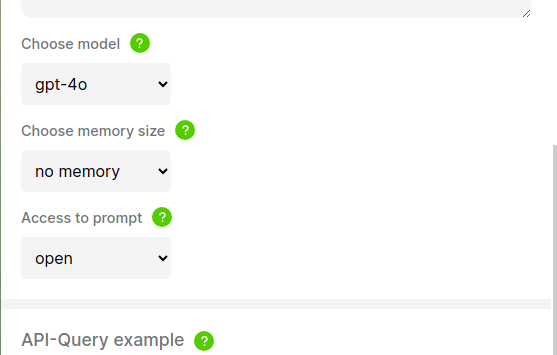 Choose model ?
gpt-4o
Choose memory size ?
no memory
Access to prompt ?
open
API-Query example ?